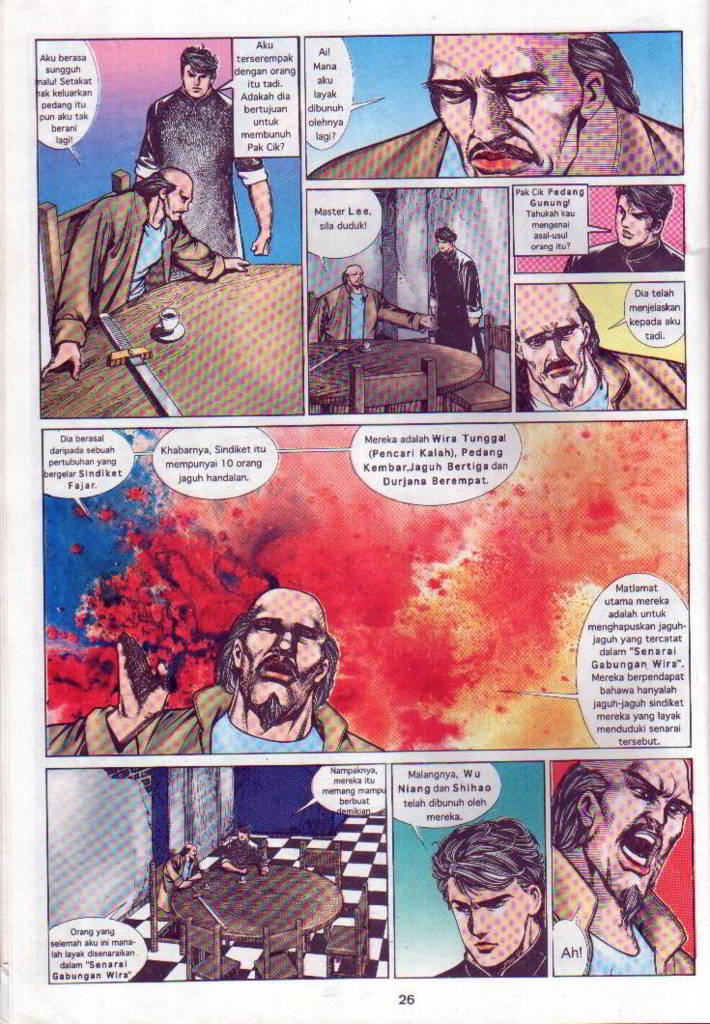 Aku berasa
sungguh
malu! Setakat
nak keluarkan
pedang itu
pun aku tak
berani
lagi!
Aku
terserempak
dengan orang
itu tadi.
Adakah dia
bertujuan
untuk
membunuh
Pak Cik?
Ai!
Mana
aku
layak
dibunuh
olehnya
lagi?
Master Lee,
sila duduk!
Pak Cik Pedang
Gunung!
Tahukah kau
mengenai
asal-usul
orang itu?
Dia telah
menjelaskan
kepada aku
tadi.
Dia berasal
daripada sebuah
pertubuhan yang
bergelar Sindiket
Fajar.
Khabarnya, Sindiket itu
mempunyai 10 orang
jaguh handalan.
Mereka adalah Wira Tunggal
(Pencari Kalah), Pedang
Kembar,Jaguh Bertiga dan
Durjana Berempat.
Matlamat
utama mereka
adalah untuk
menghapuskan jaguh-
jaguh yang tercatat
dalam "Senarai
Gabungan Wira".
Mereka berpendapat
bahawa hanyalah
jaguh-jaguh sindiket
mereka yang layak
menduduki senarai
tersebut.
Nampaknya,
mereka itu
memang mampu
berbuat
demikian.
Orang yang
selemah aku ini mana-
lah layak disenaraikan
dalam "Senarai
Gabungan Wira"
Malangnya, Wu
Niang dan Shihao
telah dibunuh oleh
mereka.
Ah!
26